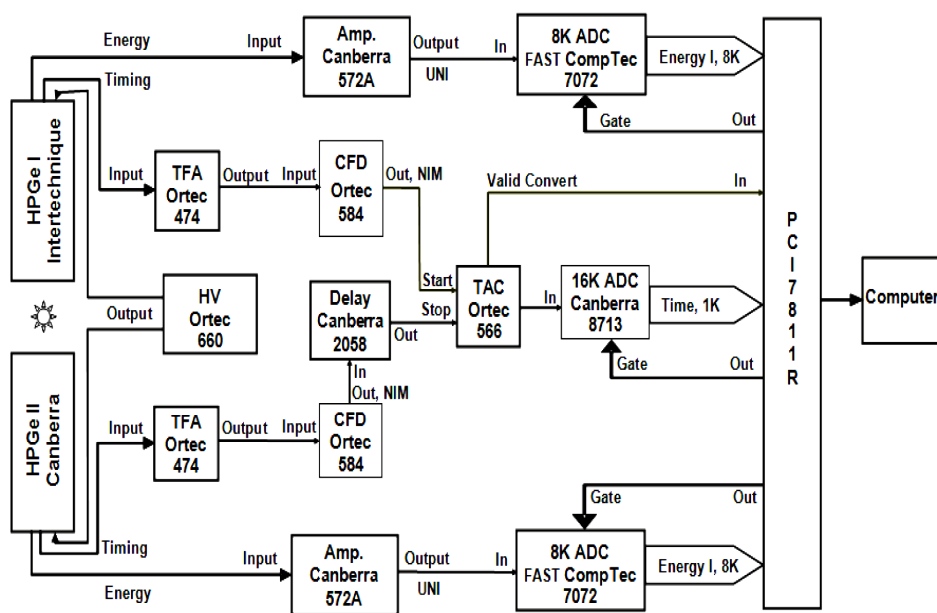 Energy
Input
Amp.
Canberra
572A
Output
UNI
In
8K ADC
FAST CompTec
7072
Energy I, 8K
Timing
Gate
Out
HPGe I
Intertechnique
Input
TFA
Ortec
474
Output
Input
CFD
Ortec
584
Out, NIM
Valid Convert
In
PCI7811R
HV
Ortec
660
Output
Delay
Canberra
2058
Start
Stop
Out
TAC
Ortec
566
In
16K ADC
Canberra
8713
Time, 1K
Computer
Gate
Out
In
Out, NIM
HPGe II
Canberra
Input
TFA
Ortec
474
Output
Input
CFD
Ortec
584
Gate
Out
Timing
Energy
Input
Amp.
Canberra
572A
Output
UNI
In
8K ADC
FAST CompTec
7072
Energy I, 8K